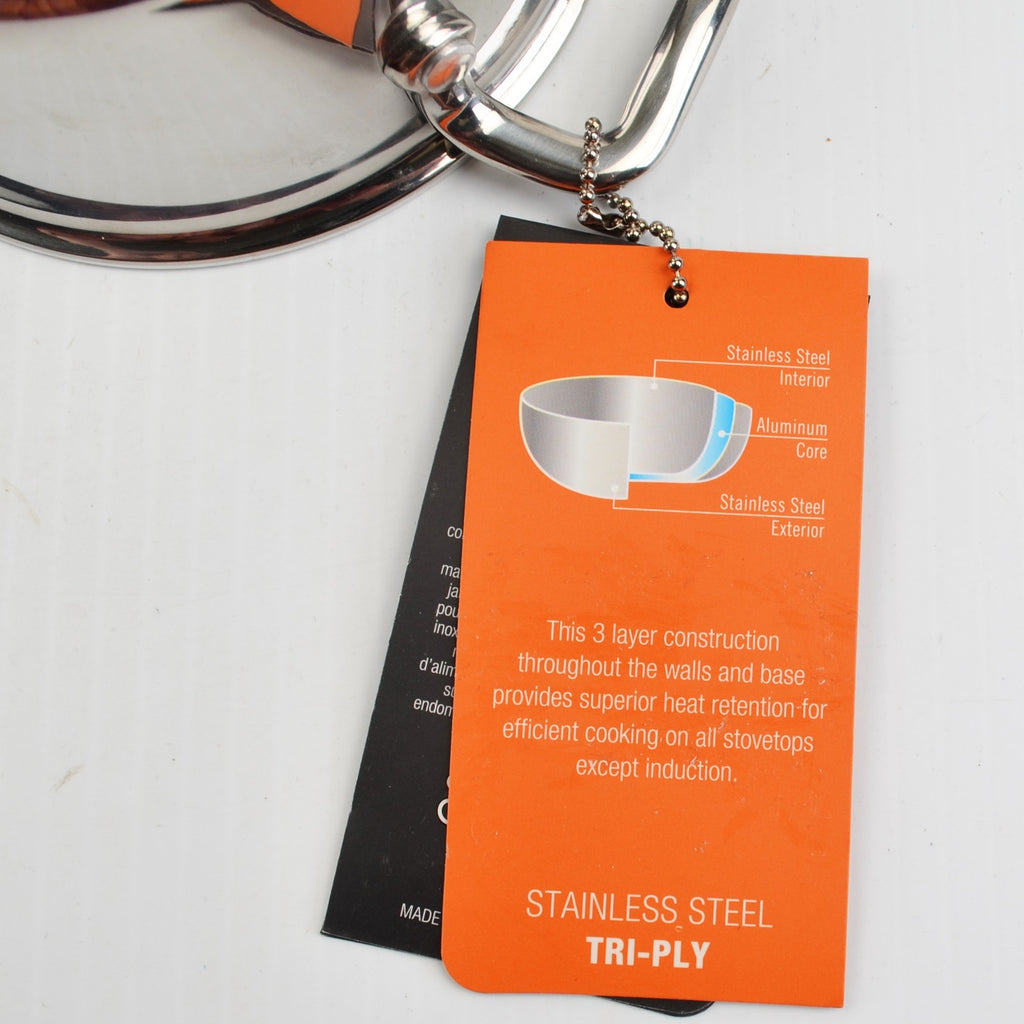 Stainless Steel
Interior
Aluminum
Core
Stainless Steel
Exterior
This 3 layer construction
throughout the walls and base
provides superior heat retention for
efficient cooking on all stovetops
except induction.
STAINLESS STEEL
TRI-PLY
MADE